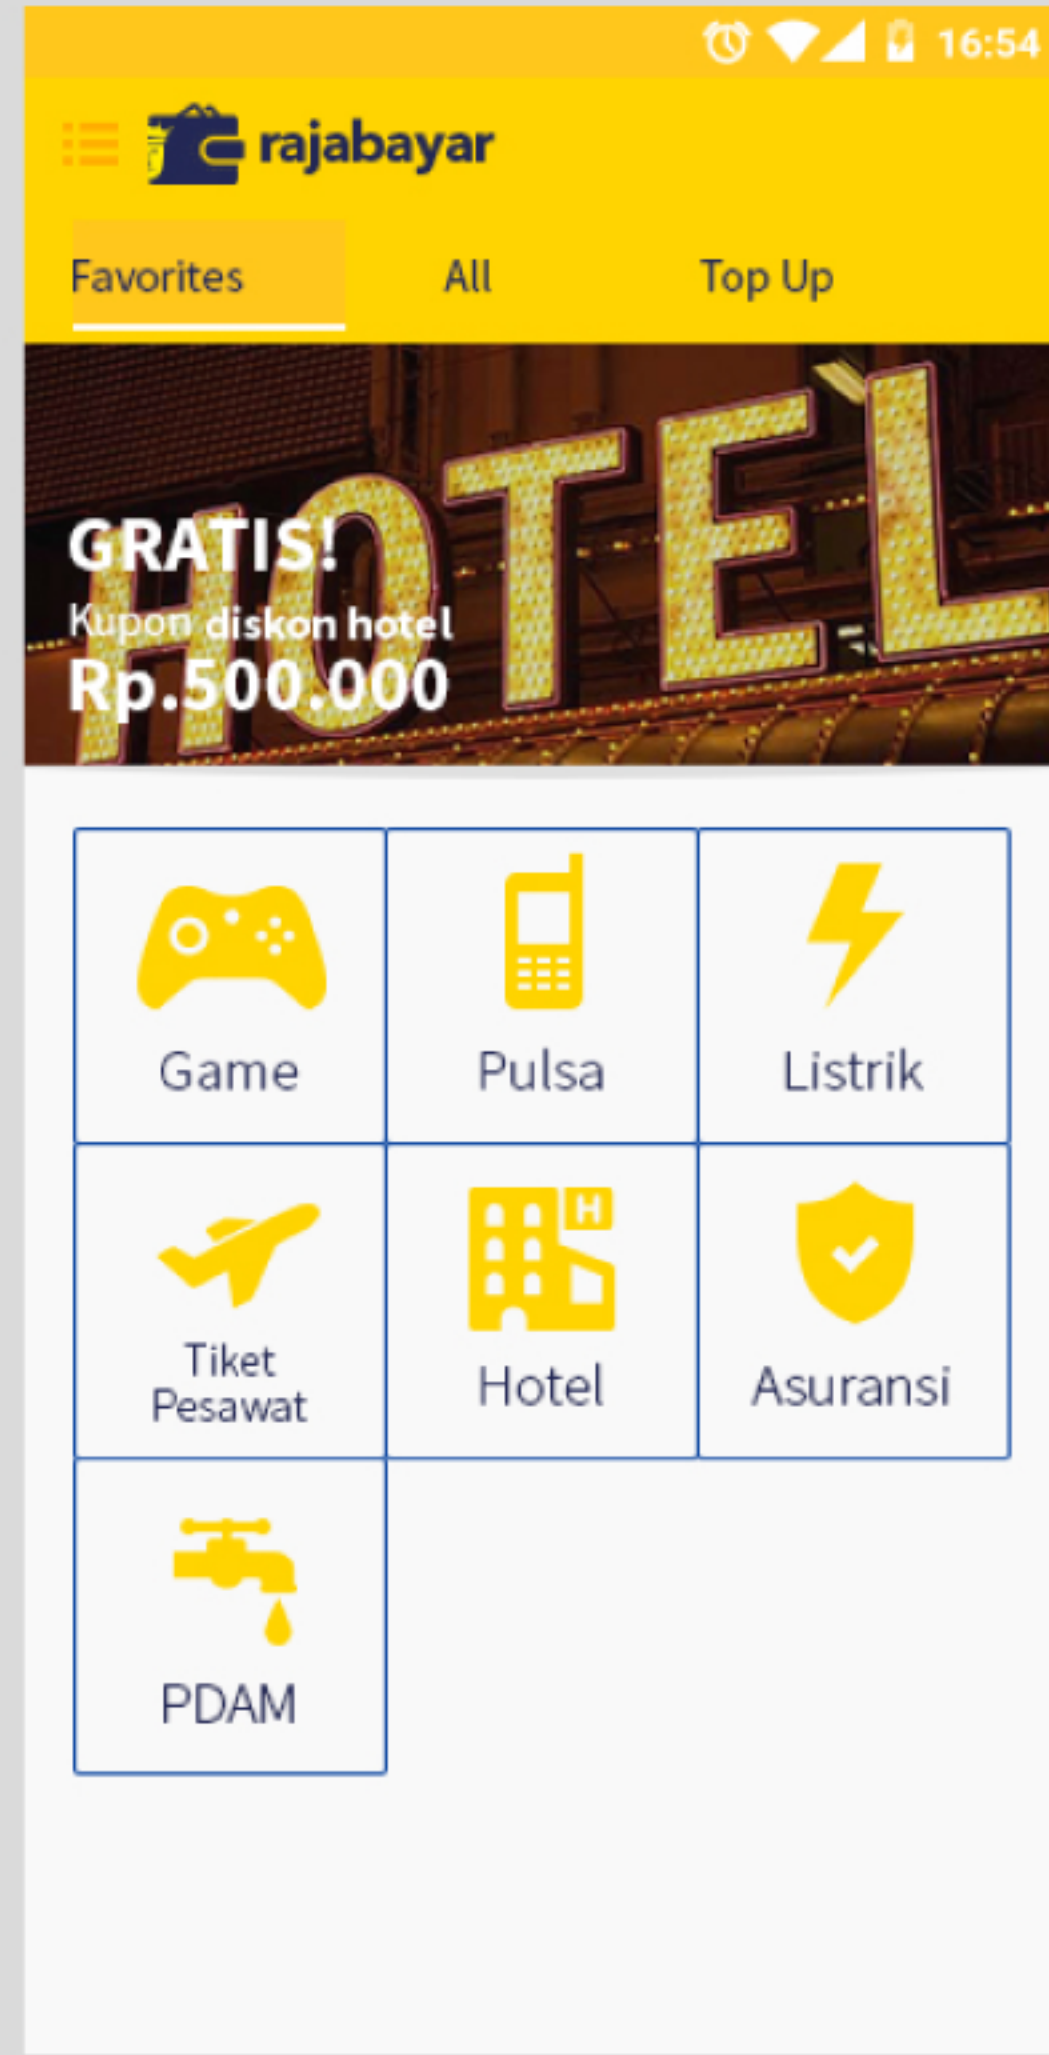 16:54
rajabayar
Favorites All Top Up
HOTEL
GRATIS!
Kupon diskon hotel
Rp.500.000
Game Pulsa Listrik
H
Tiket
Pesawat
Hotel Asuransi
PDAM